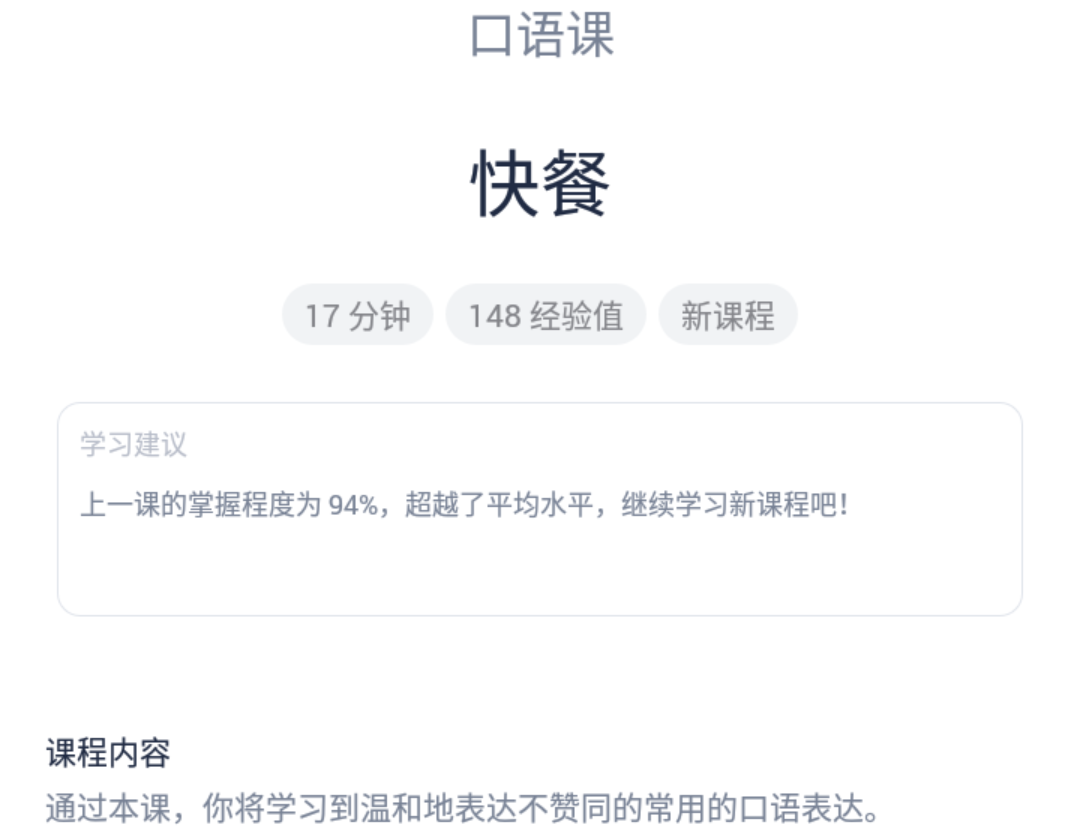 口语课
快餐
17 分钟 148 经验值 新课程
学习建议
上一课的掌握程度为 94%，超越了平均水平，继续学习新课程吧！
课程内容
通过本课，你将学习到温和地表达不赞同的常用的口语表达。